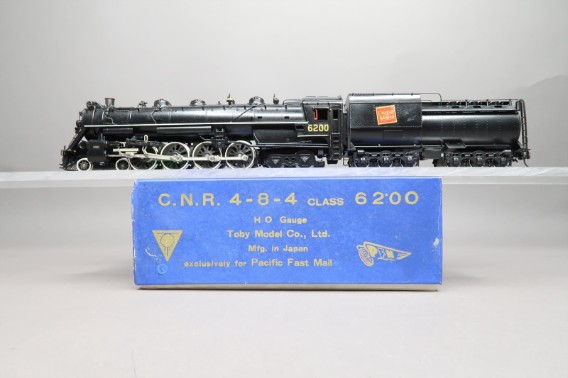 6200
C.N.R. 4-8-4 CLASS 6200
HO Gauge
Toby Model Co., Ltd.
Mfg. in Japan
exclusively for Pacific Fast Mail